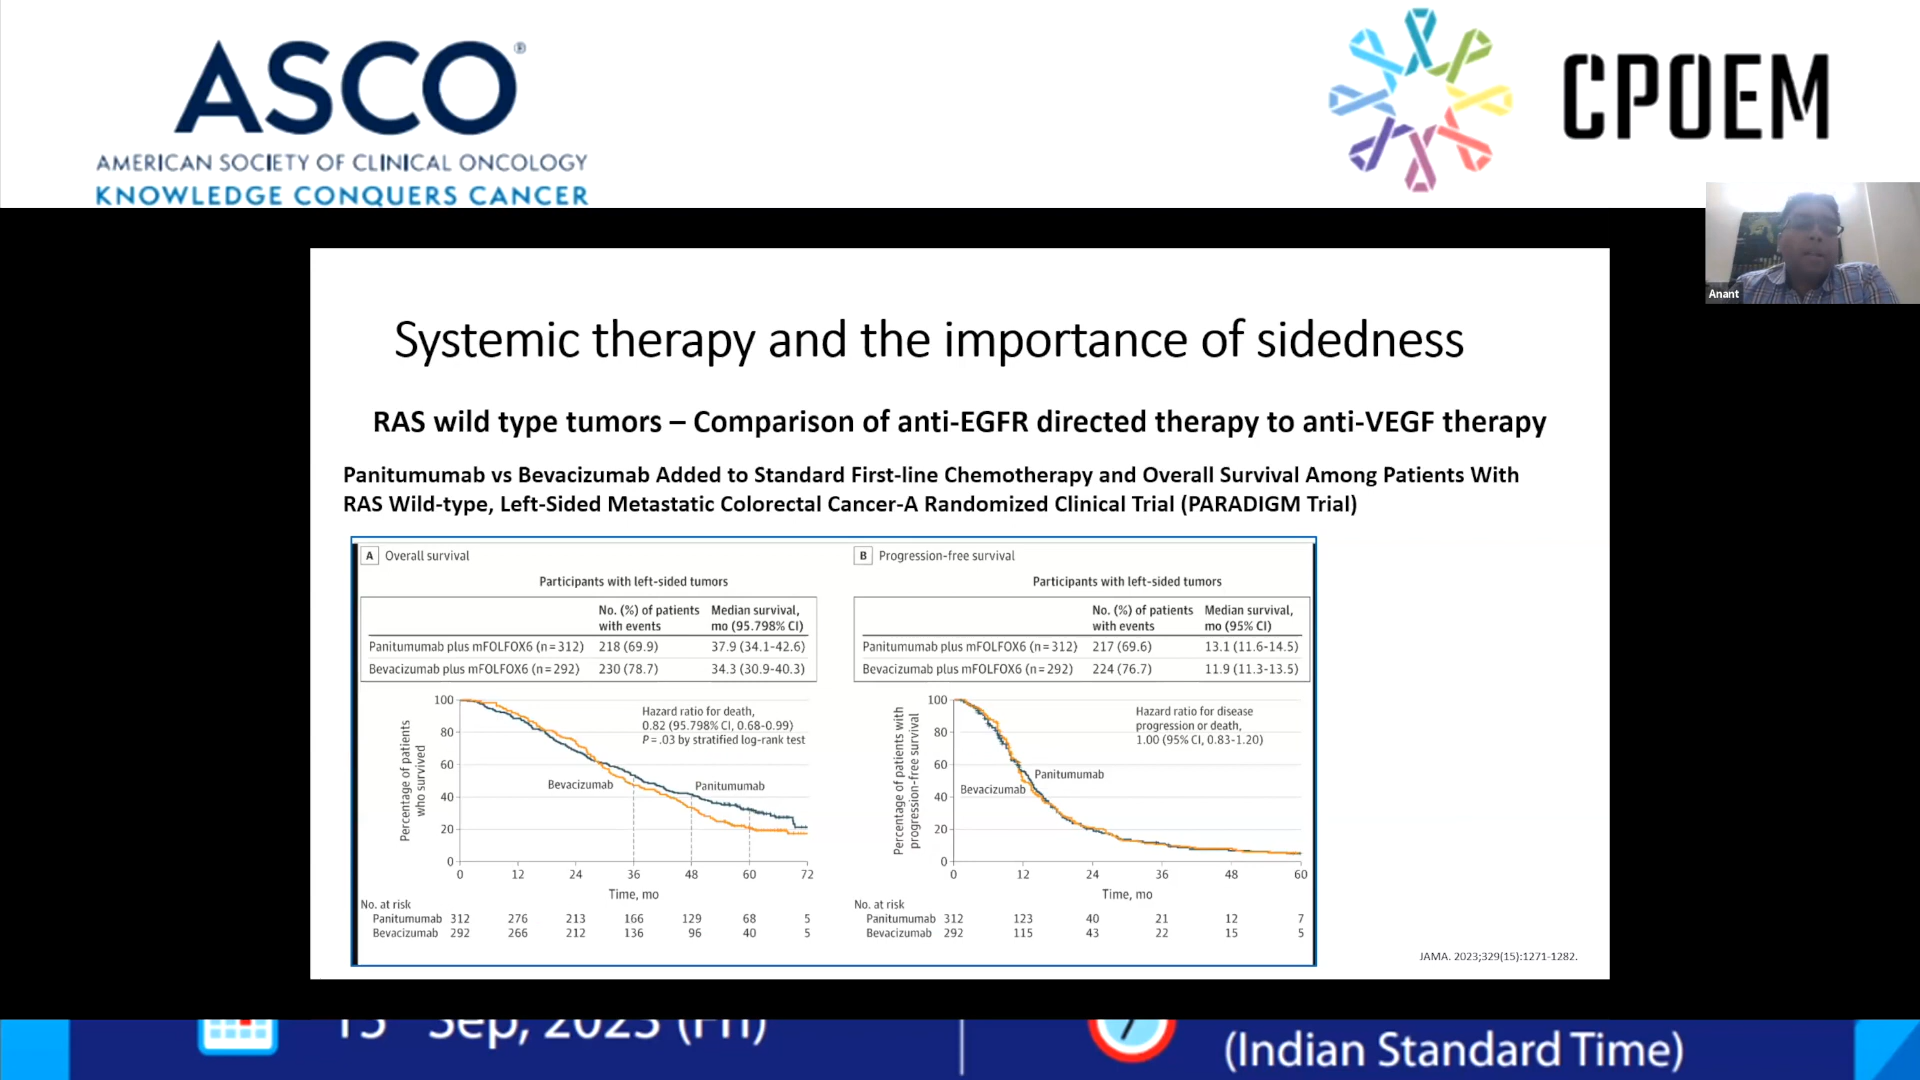 ASCO®
AMERICAN SOCIETY OF CLINICAL ONCOLOGY
KNOWLEDGE CONQUERS CANCER
CPOEM
Anant
Systemic therapy and the importance of sidedness
RAS wild type tumors – Comparison of anti-EGFR directed therapy to anti-VEGF therapy
Panitumumab vs Bevacizumab Added to Standard First-line Chemotherapy and Overall Survival Among Patients With
RAS Wild-type, Left-Sided Metastatic Colorectal Cancer-A Randomized Clinical Trial (PARADIGM Trial)
A Overall survival
Participants with left-sided tumors
No. (%) of patients Median survival,
with events mo (95.798% CI)
Panitumumab plus mFOLFOX6 (n=312) 218 (69.9) 37.9 (34.1-42.6)
Bevacizumab plus mFOLFOX6 (n=292) 230 (78.7) 34.3 (30.9-40.3)
Percentage of patients
who survived
100
80
60
40
20
0
Hazard ratio for death,
0.82 (95.798% CI, 0.68-0.99)
P=.03 by stratified log-rank test
Bevacizumab
Panitumumab
0 12 24 36 48 60 72
Time, mo
No. at risk
Panitumumab 312 276 213 166 129 68 5
Bevacizumab 292 266 212 136 96 40 5
B Progression-free survival
Participants with left-sided tumors
No. (%) of patients Median survival,
with events mo (95% CI)
Panitumumab plus mFOLFOX6 (n=312) 217 (69.6) 13.1 (11.6-14.5)
Bevacizumab plus mFOLFOX6 (n=292) 224 (76.7) 11.9 (11.3-13.5)
Percentage of patients with
progression-free survival
100
80
60
40
20
0
Hazard ratio for disease
progression or death,
1.00 (95% CI, 0.83-1.20)
Panitumumab
Bevacizumab
0 12 24 36 48 60
Time, mo
No. at risk
Panitumumab 312 123 40 21 12 7
Bevacizumab 292 115 43 22 15 5
JAMA. 2023;329(15):1271-1282.
15 Sep, 2023 (Fri)
(Indian Standard Time)